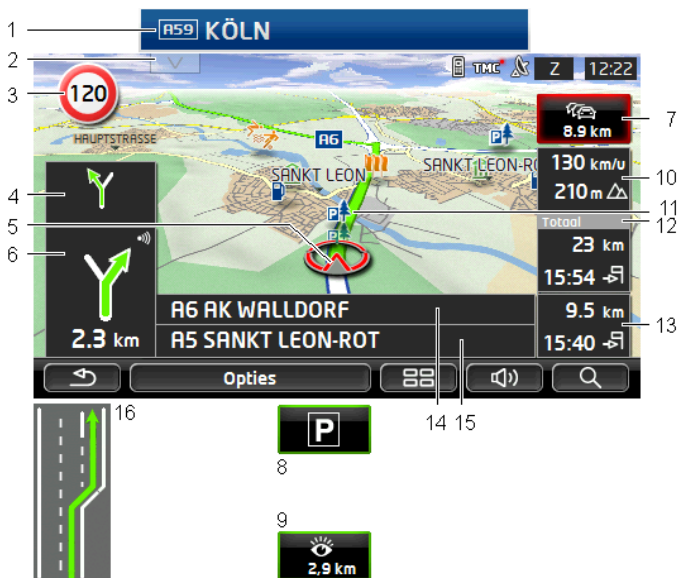 1
A59 KÖLN
2
TMC Z 12:22
3
120
HAUPTSTRASSE
A6
8.9 km
7
SANKT LEON
SANKT LEON-RO
130 km/u
210 m
10
4
5
6
11
Totaal
12
23 km
15:54
2.3 km
A6 AK WALLDORF
A5 SANKT LEON-ROT
9.5 km
15:40
13
Opties
16
14 15
P
8
9
2,9 km